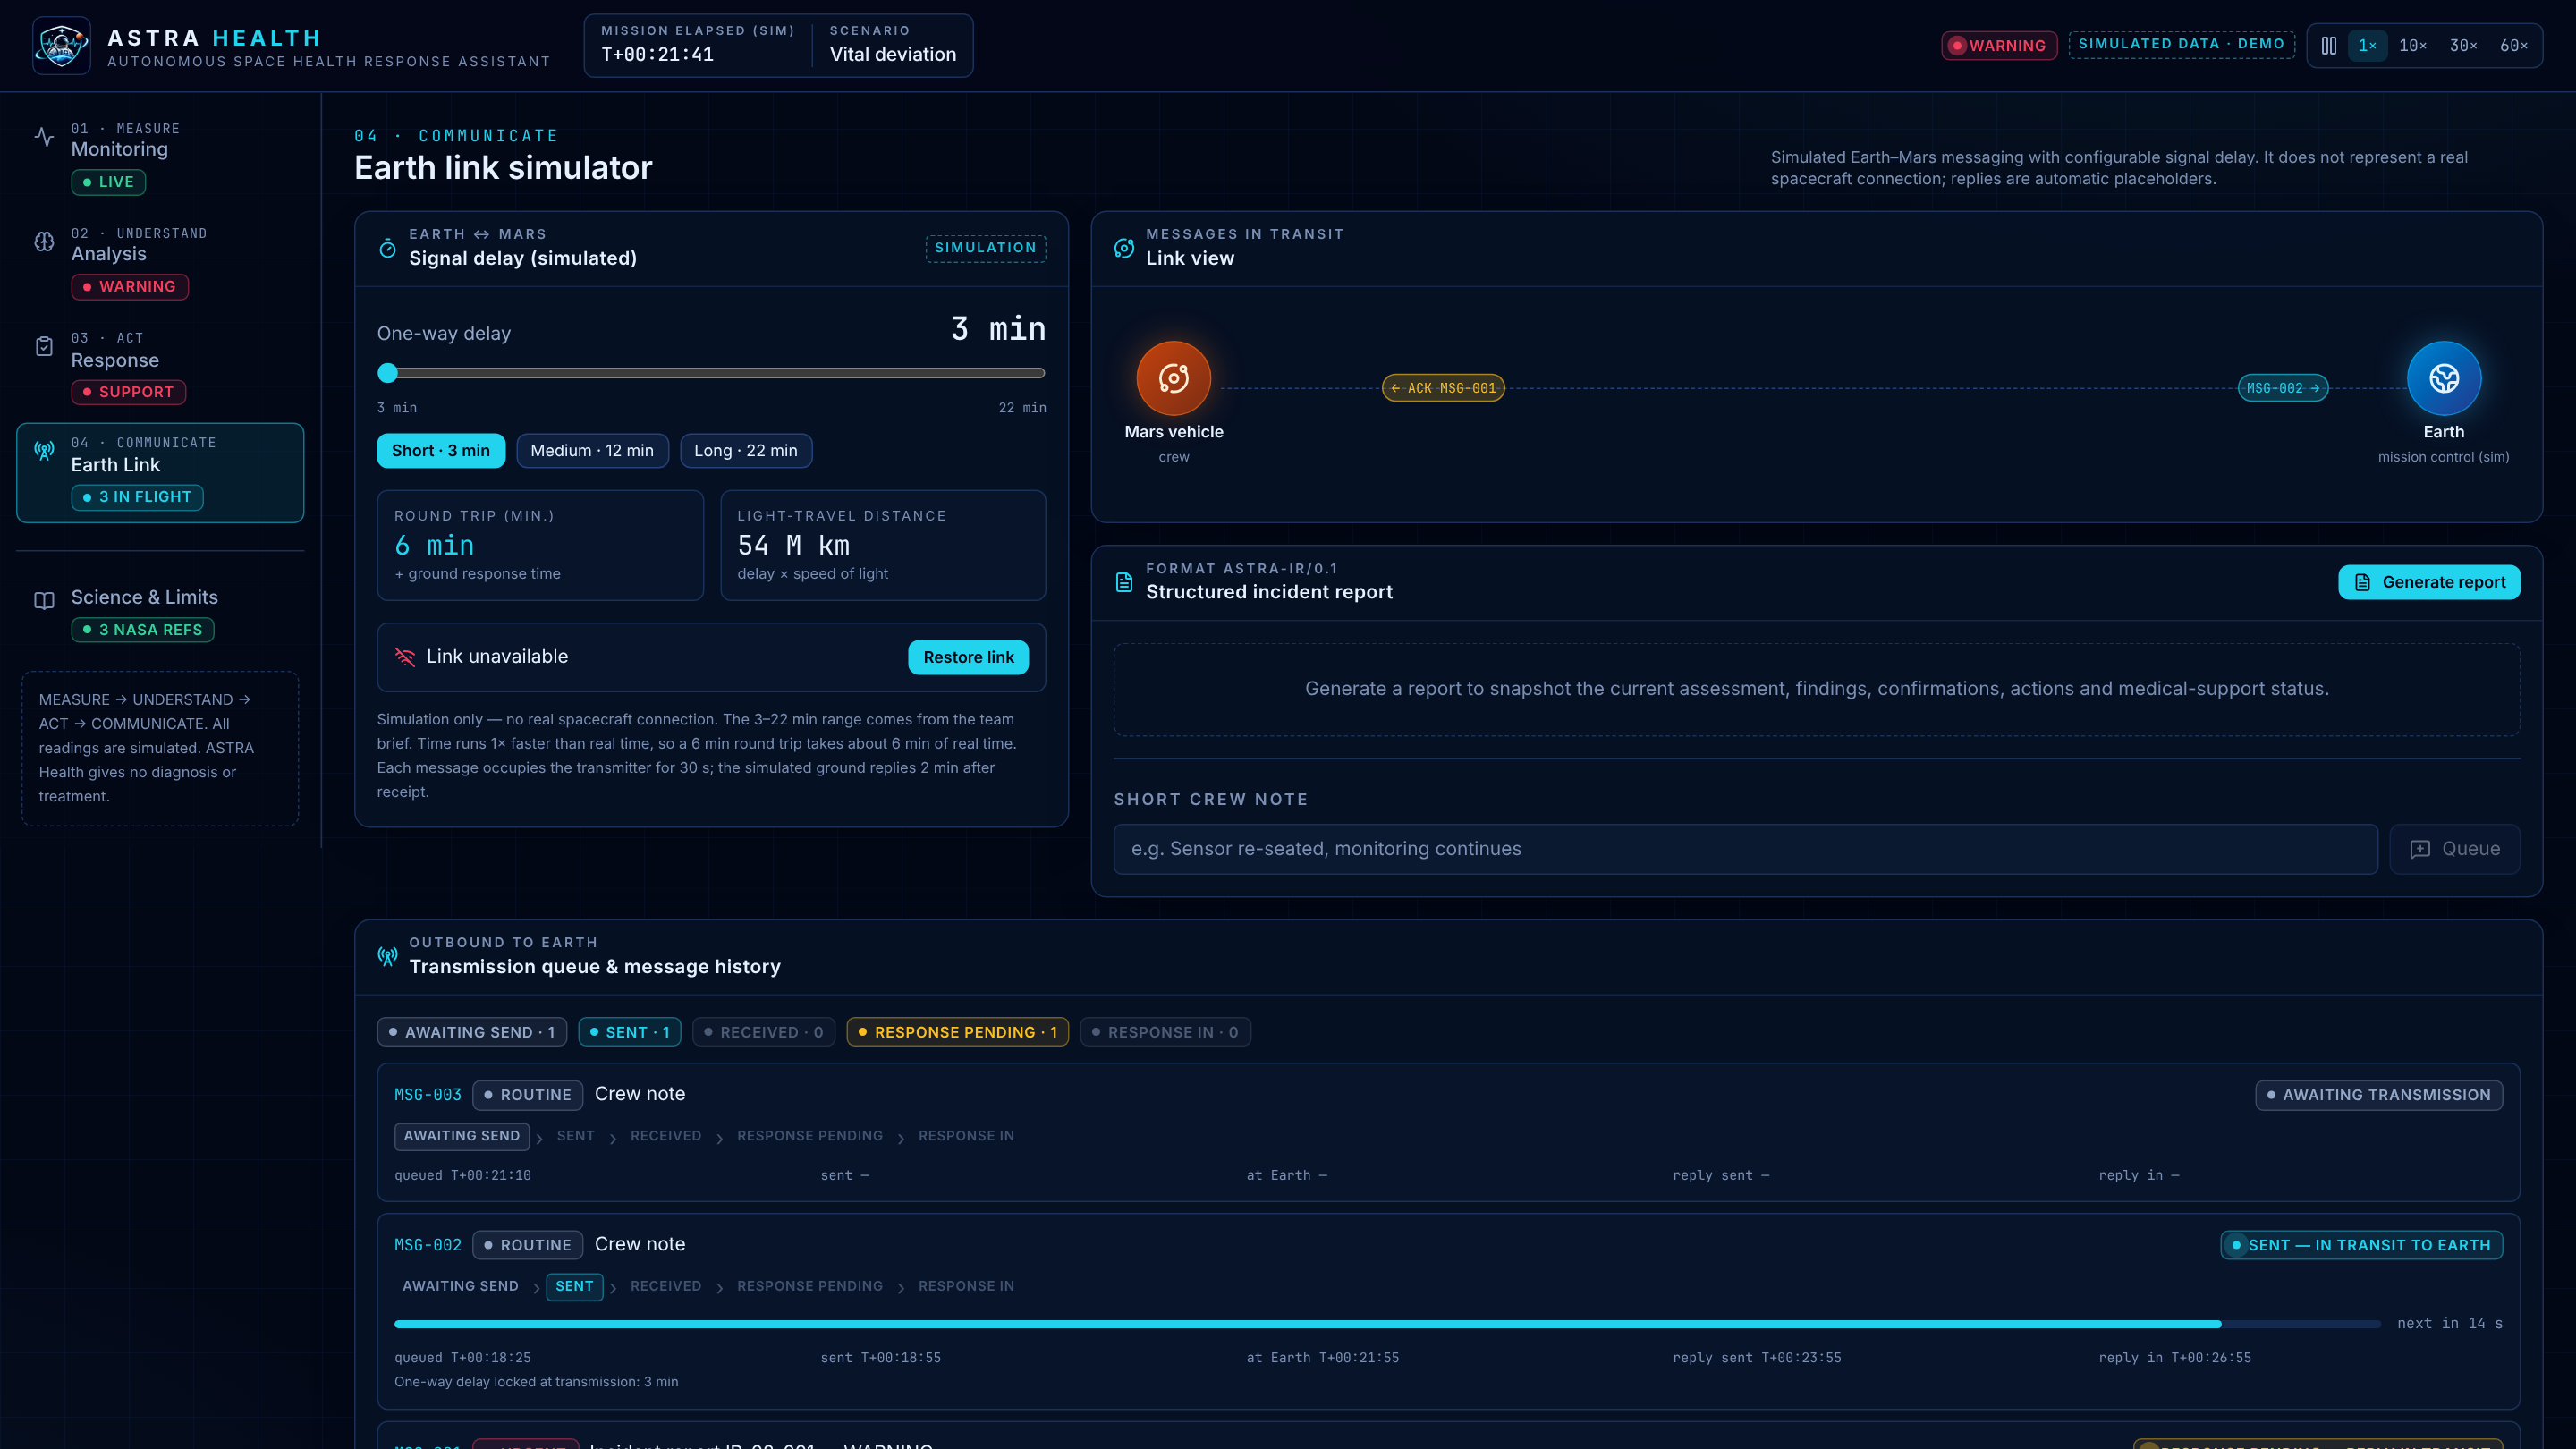 ASTRA HEALTH
AUTONOMOUS SPACE HEALTH RESPONSE ASSISTANT
MISSION ELAPSED (SIM)
T+00:21:41
SCENARIO
Vital deviation
WARNING
SIMULATED DATA · DEMO
1×
10×
30×
60×
01 · MEASURE
Monitoring
LIVE
02 · UNDERSTAND
Analysis
WARNING
03 · ACT
Response
SUPPORT
04 · COMMUNICATE
Earth Link
3 IN FLIGHT
Science & Limits
3 NASA REFS
MEASURE → UNDERSTAND →
ACT → COMMUNICATE. All
readings are simulated. ASTRA
Health gives no diagnosis or
treatment.
04 · COMMUNICATE
Earth link simulator
Simulated Earth–Mars messaging with configurable signal delay. It does not represent a real
spacecraft connection; replies are automatic placeholders.
EARTH ↔ MARS
Signal delay (simulated)
SIMULATION
One-way delay
3 min
3 min
22 min
Short · 3 min
Medium · 12 min
Long · 22 min
ROUND TRIP (MIN.)
6 min
+ ground response time
LIGHT-TRAVEL DISTANCE
54 M km
delay × speed of light
Link unavailable
Restore link
Simulation only — no real spacecraft connection. The 3–22 min range comes from the team
brief. Time runs 1× faster than real time, so a 6 min round trip takes about 6 min of real time.
Each message occupies the transmitter for 30 s; the simulated ground replies 2 min after
receipt.
MESSAGES IN TRANSIT
Link view
← ACK MSG-001
MSG-002 →
Mars vehicle
crew
Earth
mission control (sim)
FORMAT ASTRA-IR/0.1
Structured incident report
Generate report
Generate a report to snapshot the current assessment, findings, confirmations, actions and medical-support status.
SHORT CREW NOTE
e.g. Sensor re-seated, monitoring continues
Queue
OUTBOUND TO EARTH
Transmission queue & message history
AWAITING SEND · 1
SENT · 1
RECEIVED · 0
RESPONSE PENDING · 1
RESPONSE IN · 0
MSG-003 ROUTINE Crew note
AWAITING TRANSMISSION
AWAITING SEND › SENT › RECEIVED › RESPONSE PENDING › RESPONSE IN
queued T+00:21:10
sent —
at Earth —
reply sent —
reply in —
MSG-002 ROUTINE Crew note
SENT — IN TRANSIT TO EARTH
AWAITING SEND › SENT › RECEIVED › RESPONSE PENDING › RESPONSE IN
next in 14 s
queued T+00:18:25
sent T+00:18:55
at Earth T+00:21:55
reply sent T+00:23:55
reply in T+00:26:55
One-way delay locked at transmission: 3 min